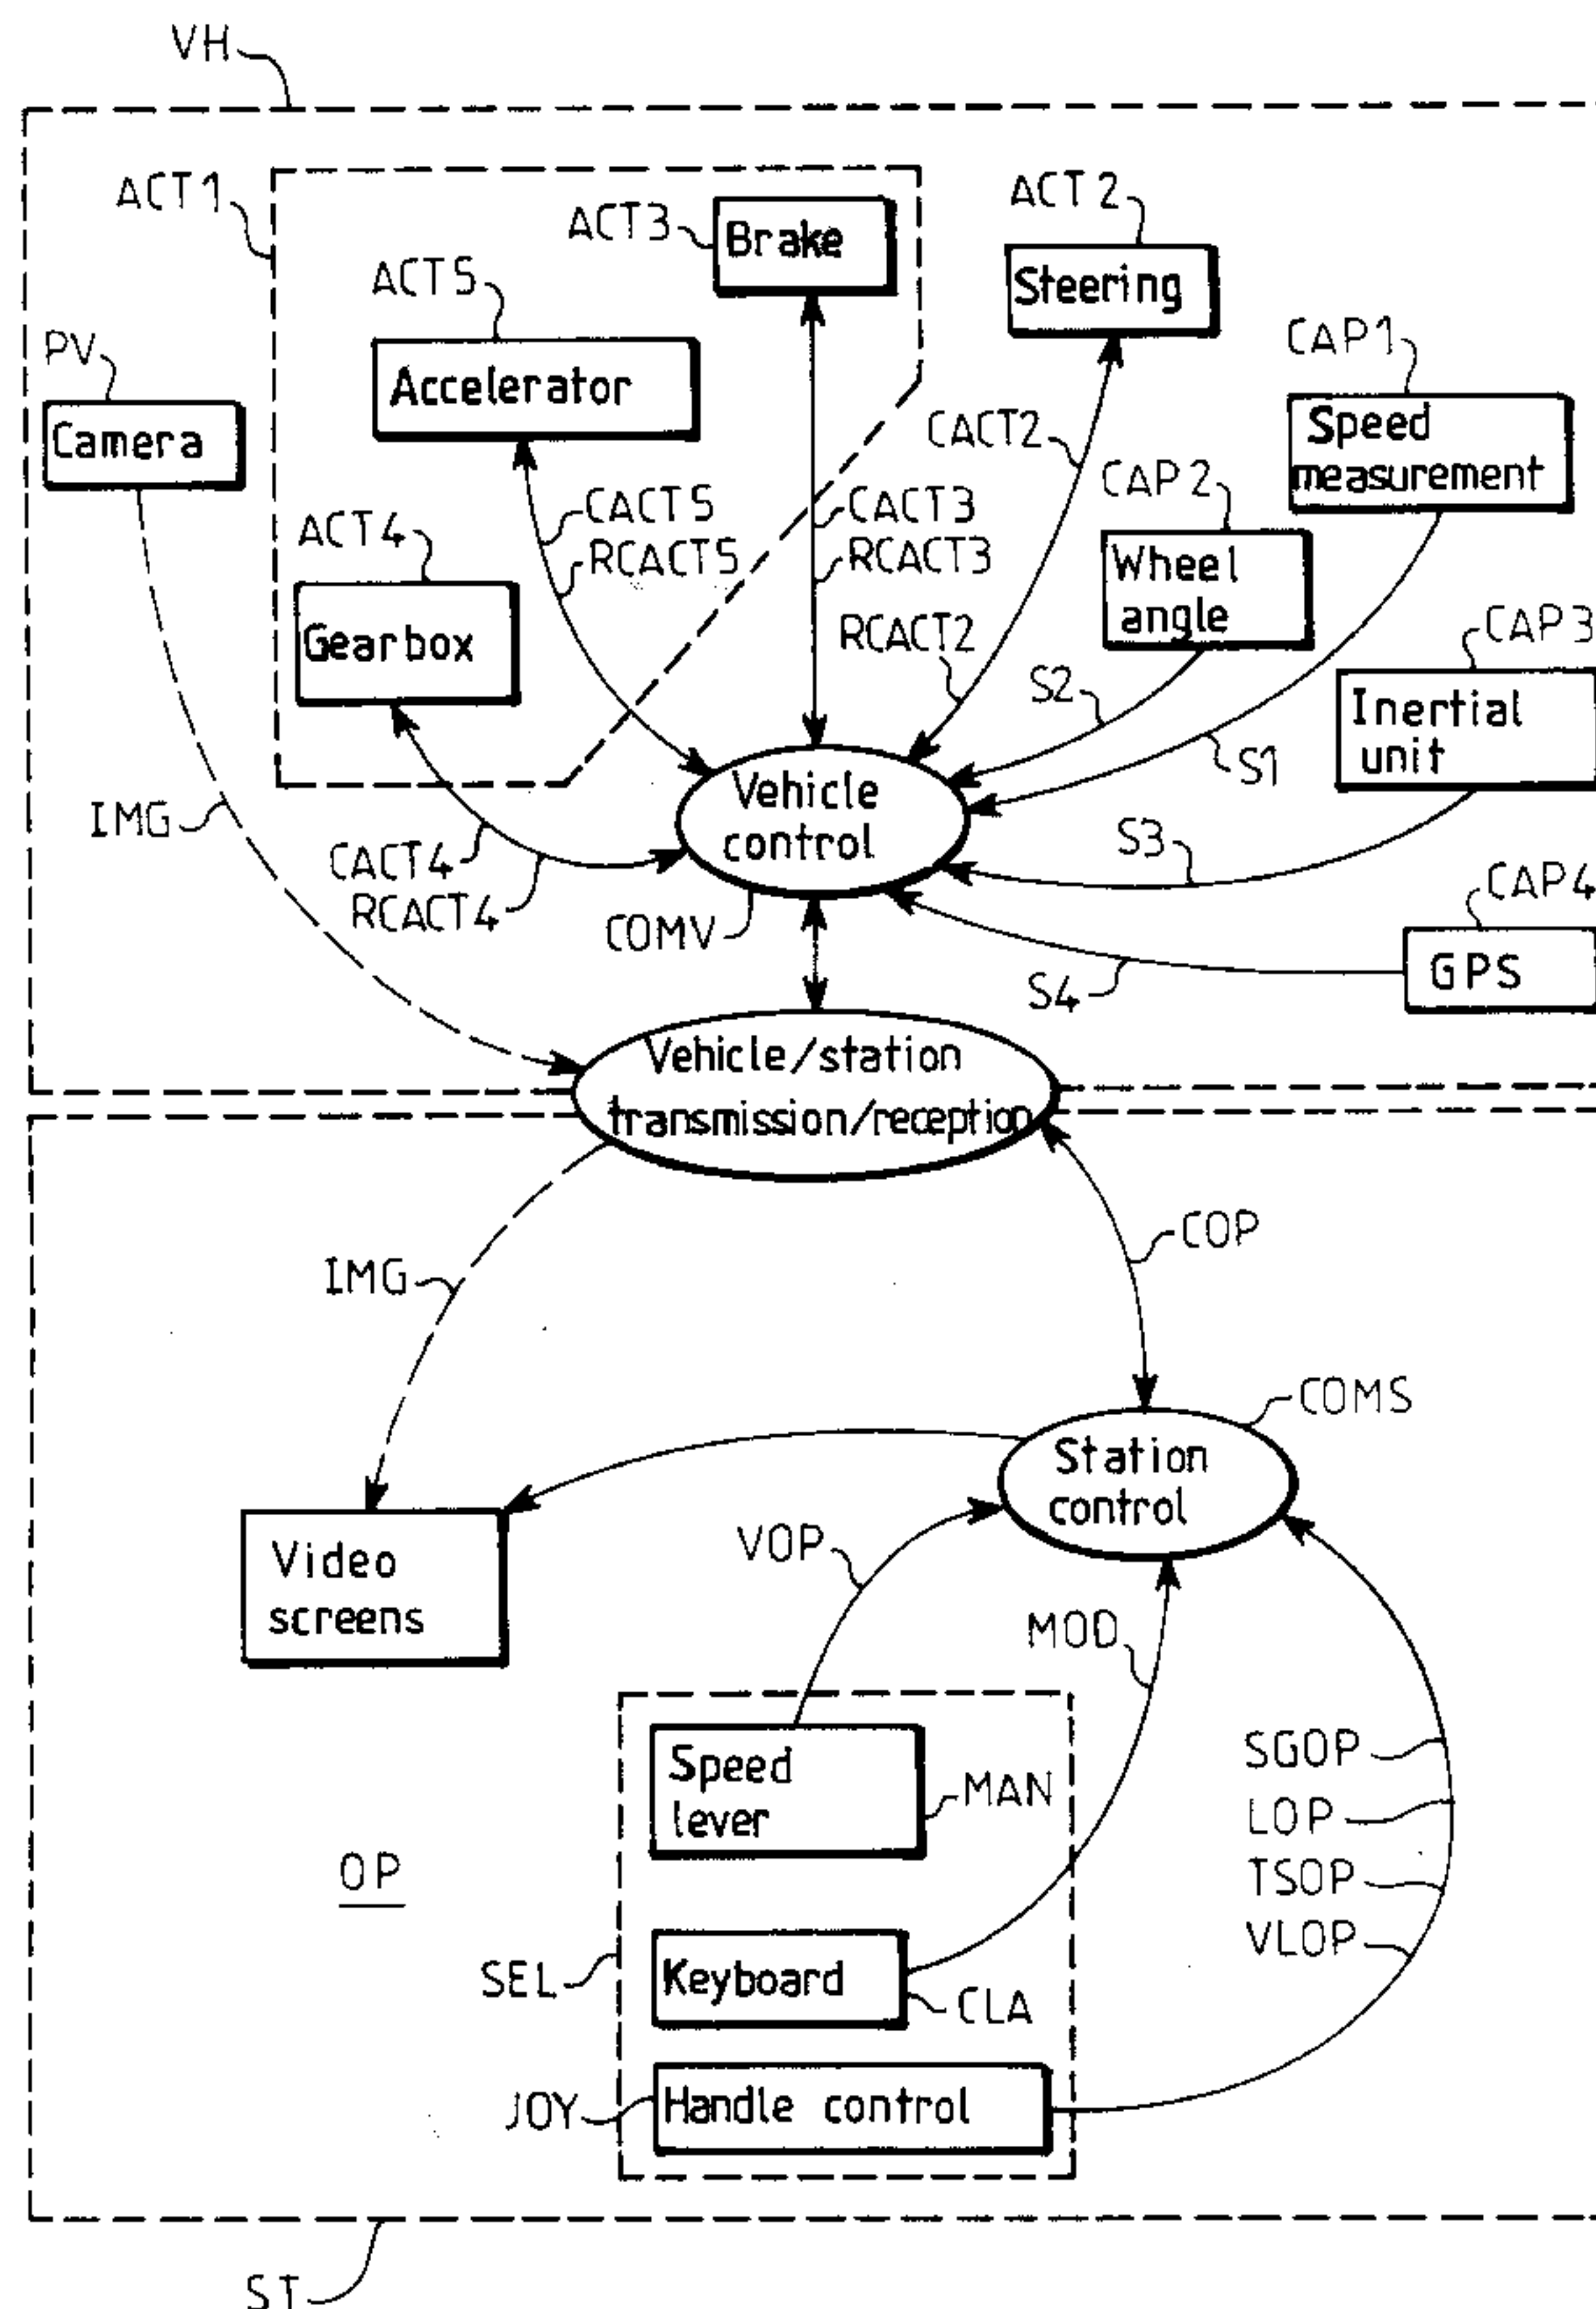 VH
ACT1
ACT3
Brake
ACT2
Steering
ACT5
Accelerator
PV
Camera
CAP1
Speed
measurement
CACT2
CAP2
Wheel
angle
ACT4
CACT5
RCACT5
CACT3
RCACT3
Gearbox
RCACT2
CAP3
Inertial
unit
S2
S1
Vehicle
control
IMG
CACT4
RCACT4
S3
COMV
CAP4
GPS
S4
Vehicle/station
transmission/reception
COP
IMG
COMS
Station
control
VOP
Video
screens
MOD
Speed
lever
MAN
SGOP
LOP
TSOP
VLOP
OP
SEL
Keyboard
CLA
JOY
Handle control
ST